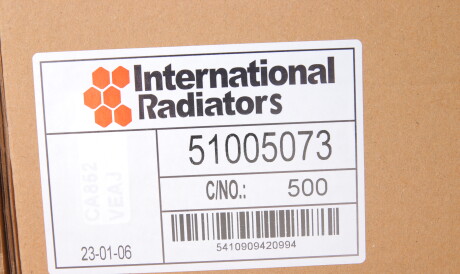 International
Radiators
51005073
C/NO.: 500
CA862
VEAJ
23-01-06
5410909420994